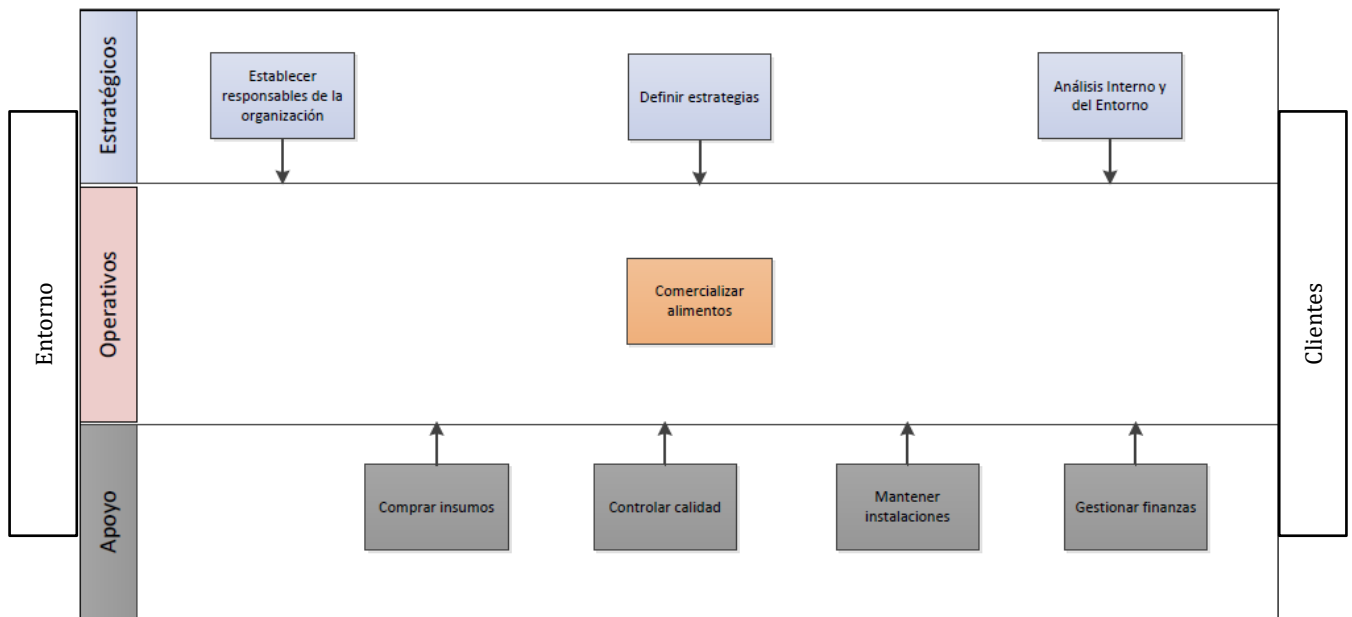 Estratégicos
Establecer
responsables de la
organización
Definir estrategias
Análisis Interno y
del Entorno
Entorno
Operativos
Comercializar
alimentos
Clientes
Apoyo
Comprar insumos
Controlar calidad
Mantener
instalaciones
Gestionar finanzas